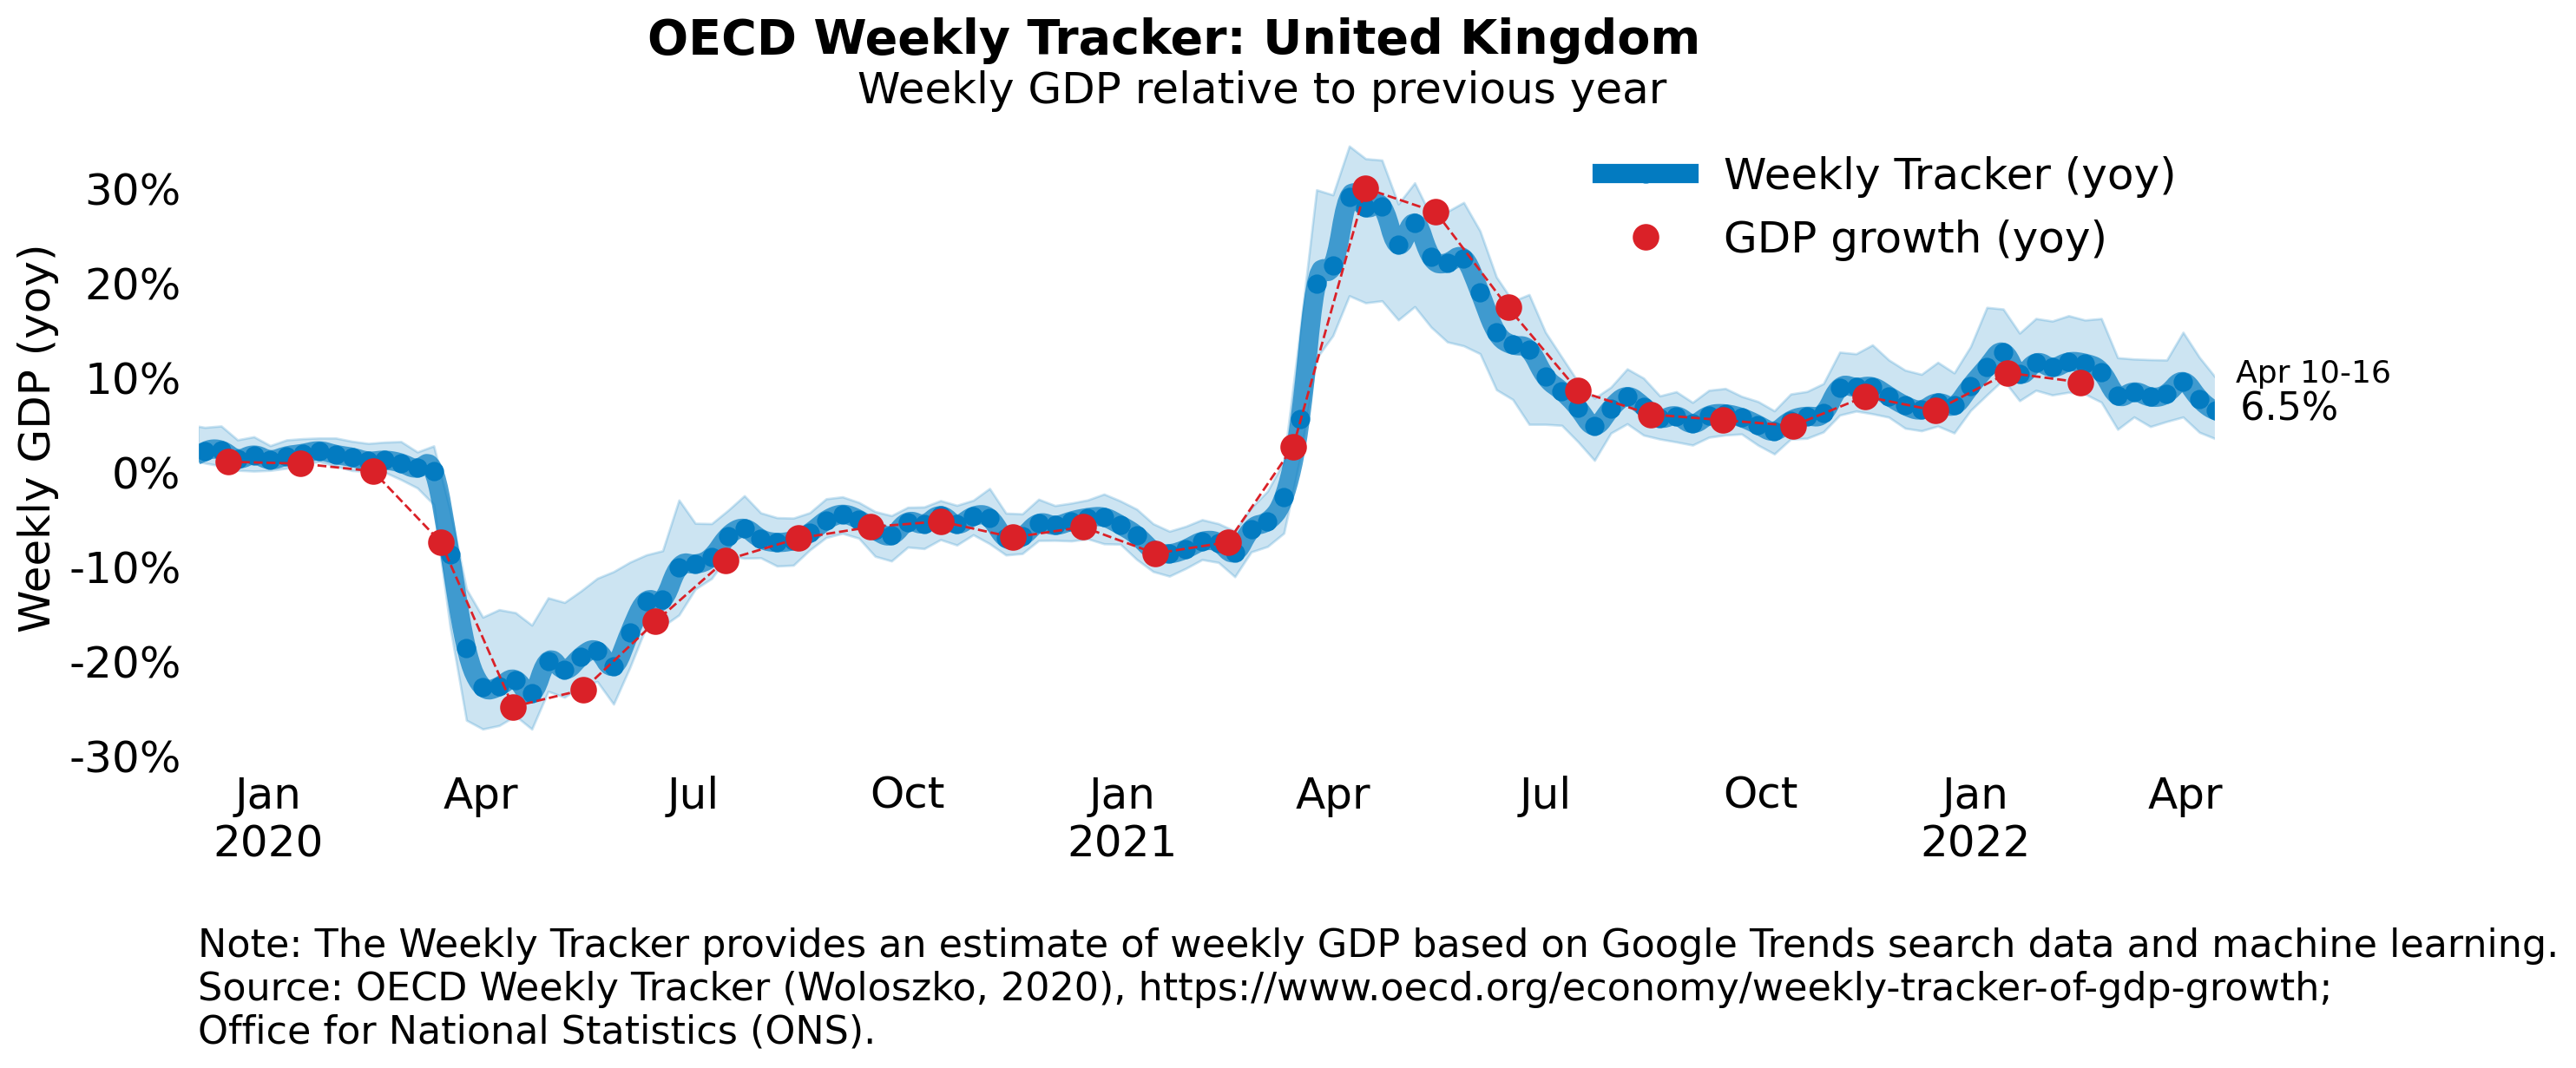 OECD Weekly Tracker: United Kingdom
Weekly GDP relative to previous year
Weekly Tracker (yoy)
GDP growth (yoy)
Weekly GDP (yoy)
30%
20%
10%
0%
-10%
-20%
-30%
Apr 10-16
6.5%
Jan Apr Jul Oct Jan Apr Jul Oct Jan Apr
2020 2021 2022
Note: The Weekly Tracker provides an estimate of weekly GDP based on Google Trends search data and machine learning.
Source: OECD Weekly Tracker (Woloszko, 2020), https://www.oecd.org/economy/weekly-tracker-of-gdp-growth;
Office for National Statistics (ONS).